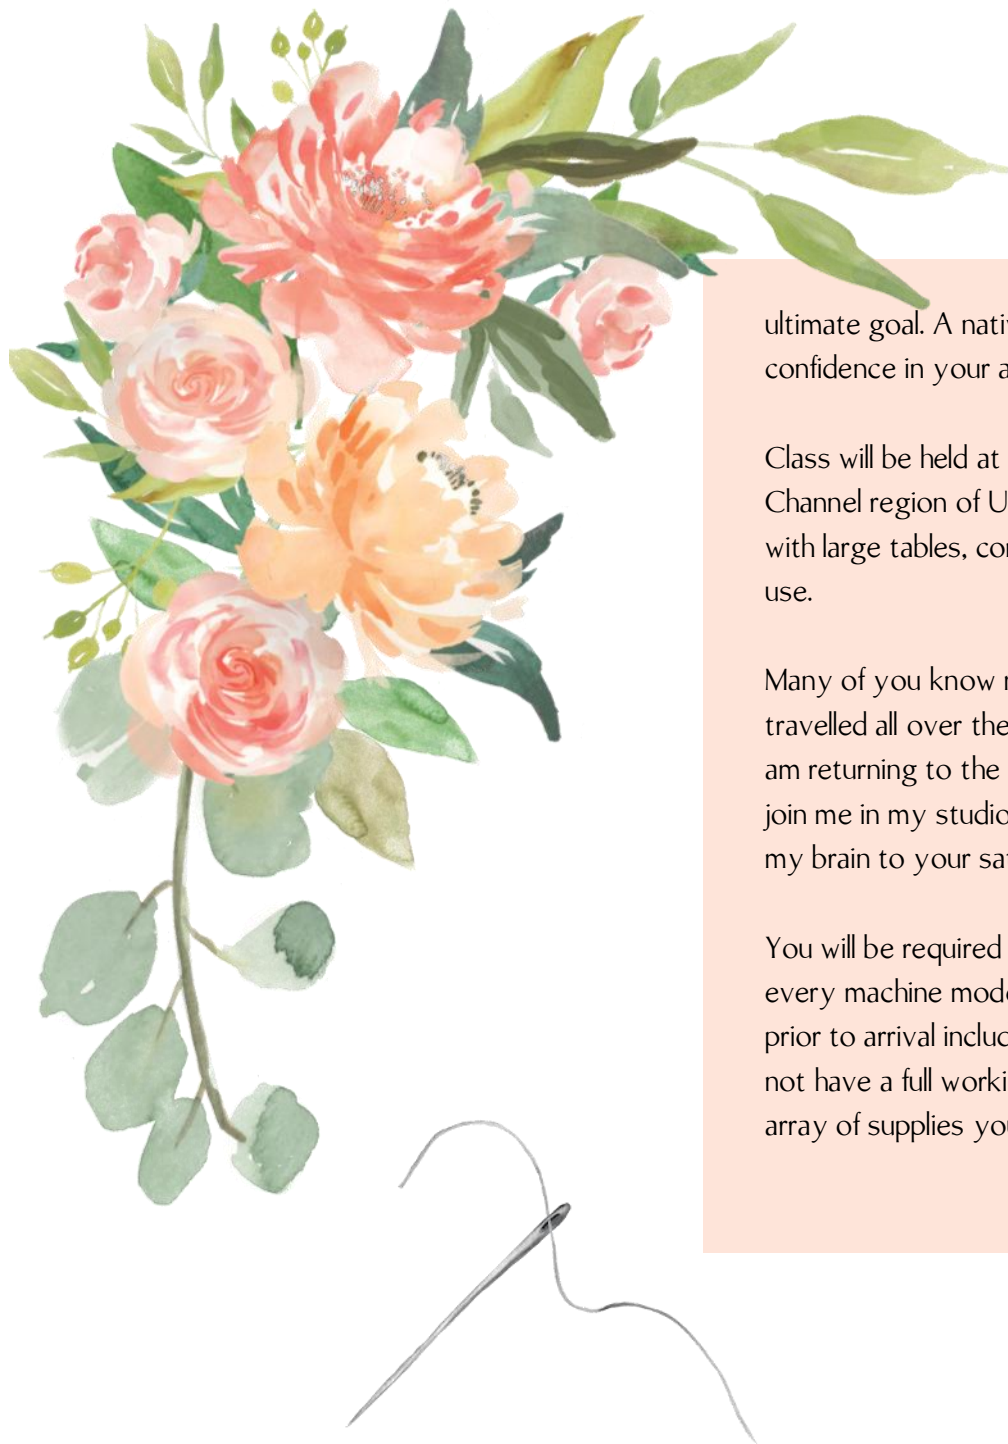 ultimate goal. A nati
confidence in your a
Class will be held at
Channel region of U
with large tables, co
use.
Many of you know
travelled all over the
am returning to the
join me in my studio
my brain to your sa
You will be required
every machine mod
prior to arrival includ
not have a full worki
array of supplies you